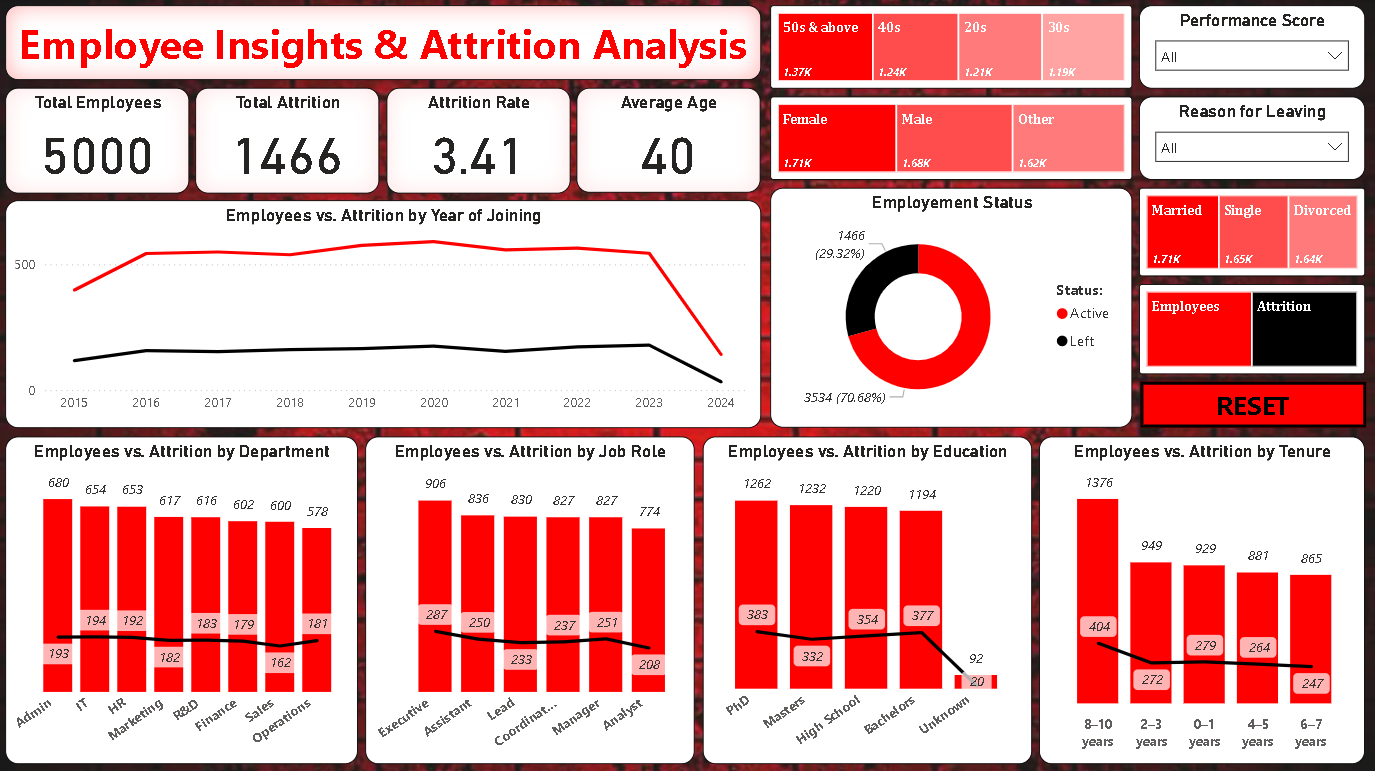 Employee Insights & Attrition Analysis
50s & above 40s 20s 30s
1.37K 1.24K 1.21K 1.19K
Performance Score
All
Total Employees
5000
Total Attrition
1466
Attrition Rate
3.41
Average Age
40
Female Male Other
1.71K 1.68K 1.62K
Reason for Leaving
All
Employees vs. Attrition by Year of Joining
500
0
2015 2016 2017 2018 2019 2020 2021 2022 2023 2024
Employement Status
1466
(29.32%)
3534 (70.68%)
Status:
Active
Left
Married Single Divorced
1.71K 1.65K 1.64K
Employees Attrition
RESET
Employees vs. Attrition by Department
680 654 653 617 616 602 600 578
193 194 192 182 183 179 162 181
Admin IT HR Marketing R&D Finance Sales Operations
Employees vs. Attrition by Job Role
906 836 830 827 827 774
287 250 233 237 251 208
Executive Assistant Lead Coordinat... Manager Analyst
Employees vs. Attrition by Education
1262 1232 1220 1194 92
383 332 354 377 20
PhD Masters High School Bachelors Unknown
Employees vs. Attrition by Tenure
1376 949 929 881 865
404 272 279 264 247
8–10 2–3 0–1 4–5 6–7
years years years years years